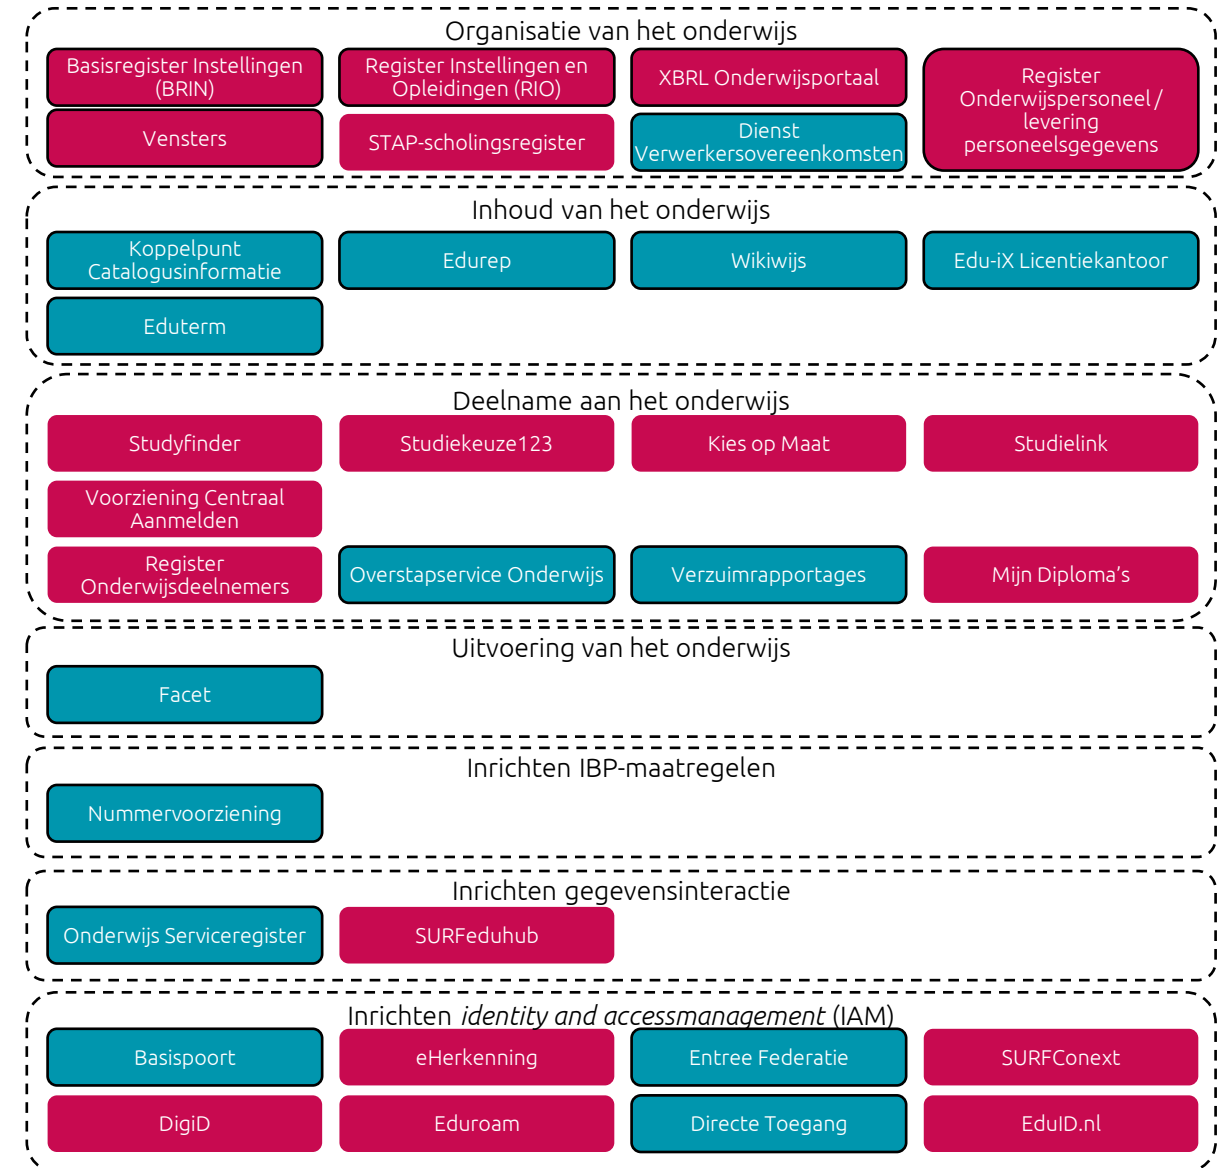 Organisatie van het onderwijs
Basisregister Instellingen
(BRIN)
Register Instellingen en
Opleidingen (RIO)
XBRL Onderwijsportaal
Register
Onderwijspersoneel /
levering
personeelsgegevens
Vensters
STAP-scholingsregister
Dienst
Verwerkersovereenkomsten
Inhoud van het onderwijs
Koppelpunt
Catalogusinformatie
Edurep
Wikiwijs
Edu-iX Licentiekantoor
Eduterm
Deelname aan het onderwijs
Studyfinder
Studiekeuze123
Kies op Maat
Studielink
Voorziening Centraal
Aanmelden
Register
Onderwijsdeelnemers
Overstapservice Onderwijs
Verzuimrapportages
Mijn Diploma’s
Uitvoering van het onderwijs
Facet
Inrichten IBP-maatregelen
Nummervoorziening
Inrichten gegevensinteractie
Onderwijs Serviceregister
SURFeduhub
Inrichten identity and accessmanagement (IAM)
Basispoort
eHerkenning
Entree Federatie
SURFConext
DigiD
Eduroam
Directe Toegang
EduID.nl